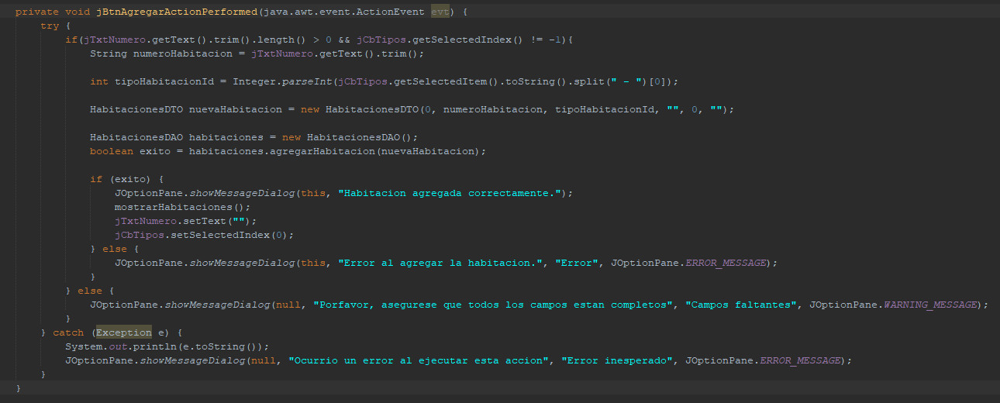 private void jBtnAgregarActionPerformed(java.awt.event.ActionEvent evt) {
try {
if(jTxtNumero.getText().trim().length() > 0 && jCbTipos.getSelectedIndex() != -1){
String numeroHabitacion = jTxtNumero.getText().trim();
int tipoHabitacionId = Integer.parseInt(jCbTipos.getSelectedItem().toString().split(" - ")[0]);
HabitacionesDTO nuevaHabitacion = new HabitacionesDTO(0, numeroHabitacion, tipoHabitacionId, "", 0, "");
HabitacionesDAO habitaciones = new HabitacionesDAO();
boolean exito = habitaciones.agregarHabitacion(nuevaHabitacion);
if (exito) {
JOptionPane.showMessageDialog(this, "Habitacion agregada correctamente.");
mostrarHabitaciones();
jTxtNumero.setText("");
jCbTipos.setSelectedIndex(0);
} else {
JOptionPane.showMessageDialog(this, "Error al agregar la habitacion.", "Error", JOptionPane.ERROR_MESSAGE);
}
} else {
JOptionPane.showMessageDialog(null, "Porfavor, asegurese que todos los campos estan completos", "Campos faltantes", JOptionPane.WARNING_MESSAGE);
}
} catch (Exception e) {
System.out.println(e.toString());
JOptionPane.showMessageDialog(null, "Ocurrio un error al ejecutar esta accion", "Error inesperado", JOptionPane.ERROR_MESSAGE);
}
}